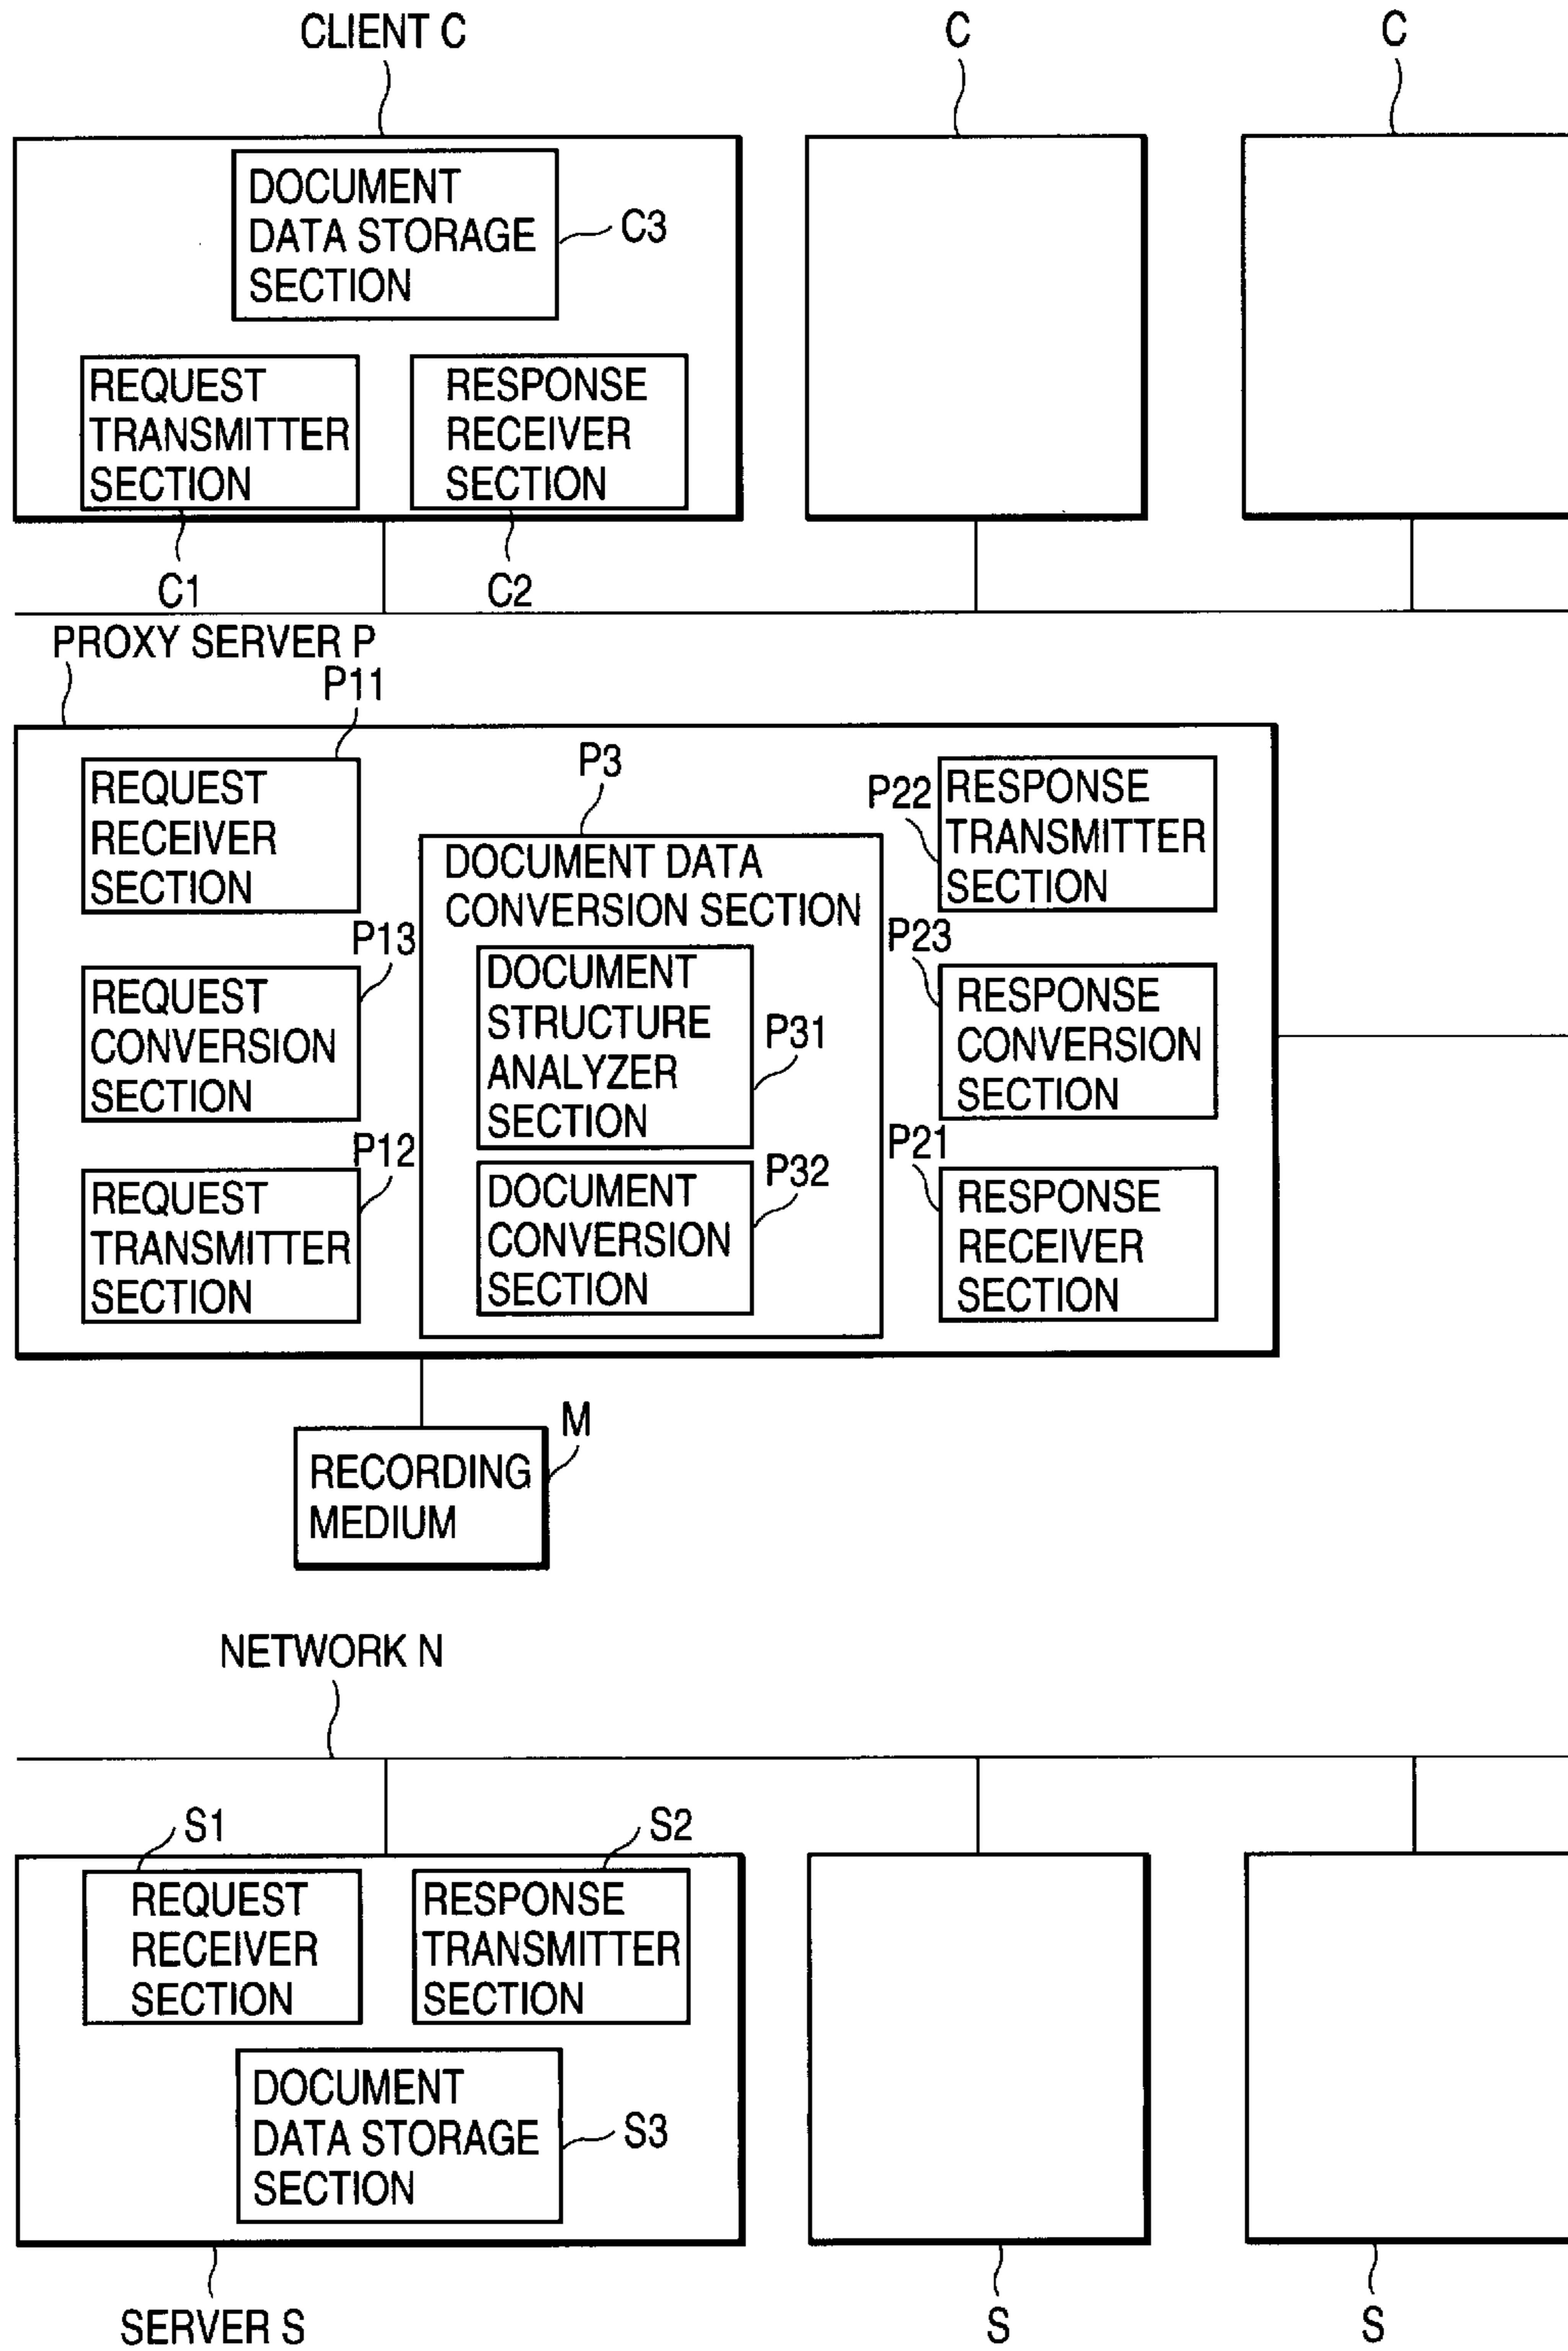 CLIENT C
C
C
DOCUMENT
DATA STORAGE
SECTION
C3
REQUEST
TRANSMITTER
SECTION
RESPONSE
RECEIVER
SECTION
C1
C2
PROXY SERVER P
P11
REQUEST
RECEIVER
SECTION
P13
REQUEST
CONVERSION
SECTION
P12
REQUEST
TRANSMITTER
SECTION
P3
DOCUMENT DATA
CONVERSION SECTION
DOCUMENT
STRUCTURE
ANALYZER
SECTION
P31
DOCUMENT
CONVERSION
SECTION
P32
P22
RESPONSE
TRANSMITTER
SECTION
P23
RESPONSE
CONVERSION
SECTION
P21
RESPONSE
RECEIVER
SECTION
M
RECORDING
MEDIUM
NETWORK N
S1
S2
REQUEST
RECEIVER
SECTION
RESPONSE
TRANSMITTER
SECTION
DOCUMENT
DATA STORAGE
SECTION
S3
SERVER S
S
S